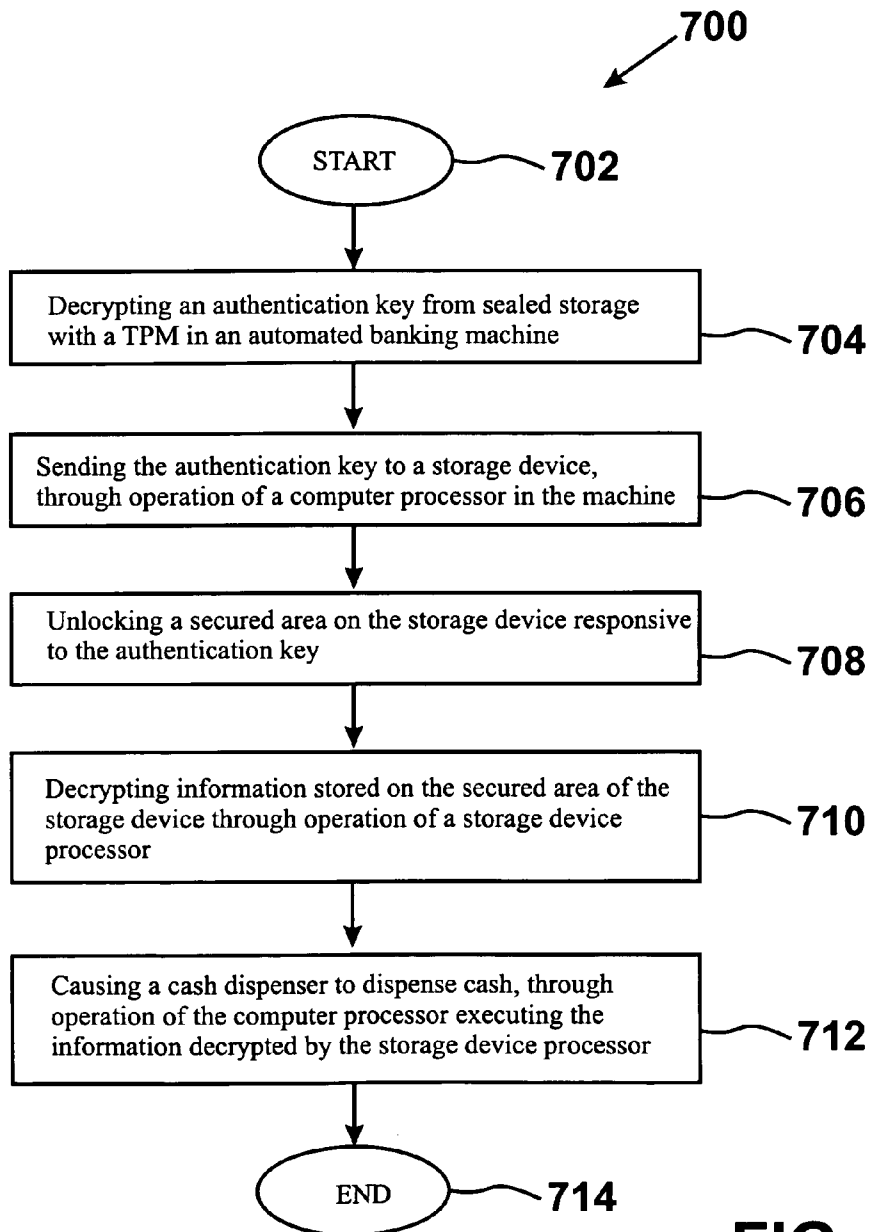 700
START
702
Decrypting an authentication key from sealed storage
with a TPM in an automated banking machine
704
Sending the authentication key to a storage device,
through operation of a computer processor in the machine
706
Unlocking a secured area on the storage device responsive
to the authentication key
708
Decrypting information stored on the secured area of the
storage device through operation of a storage device
processor
710
Causing a cash dispenser to dispense cash, through
operation of the computer processor executing the
information decrypted by the storage device processor
712
END
714
FIG